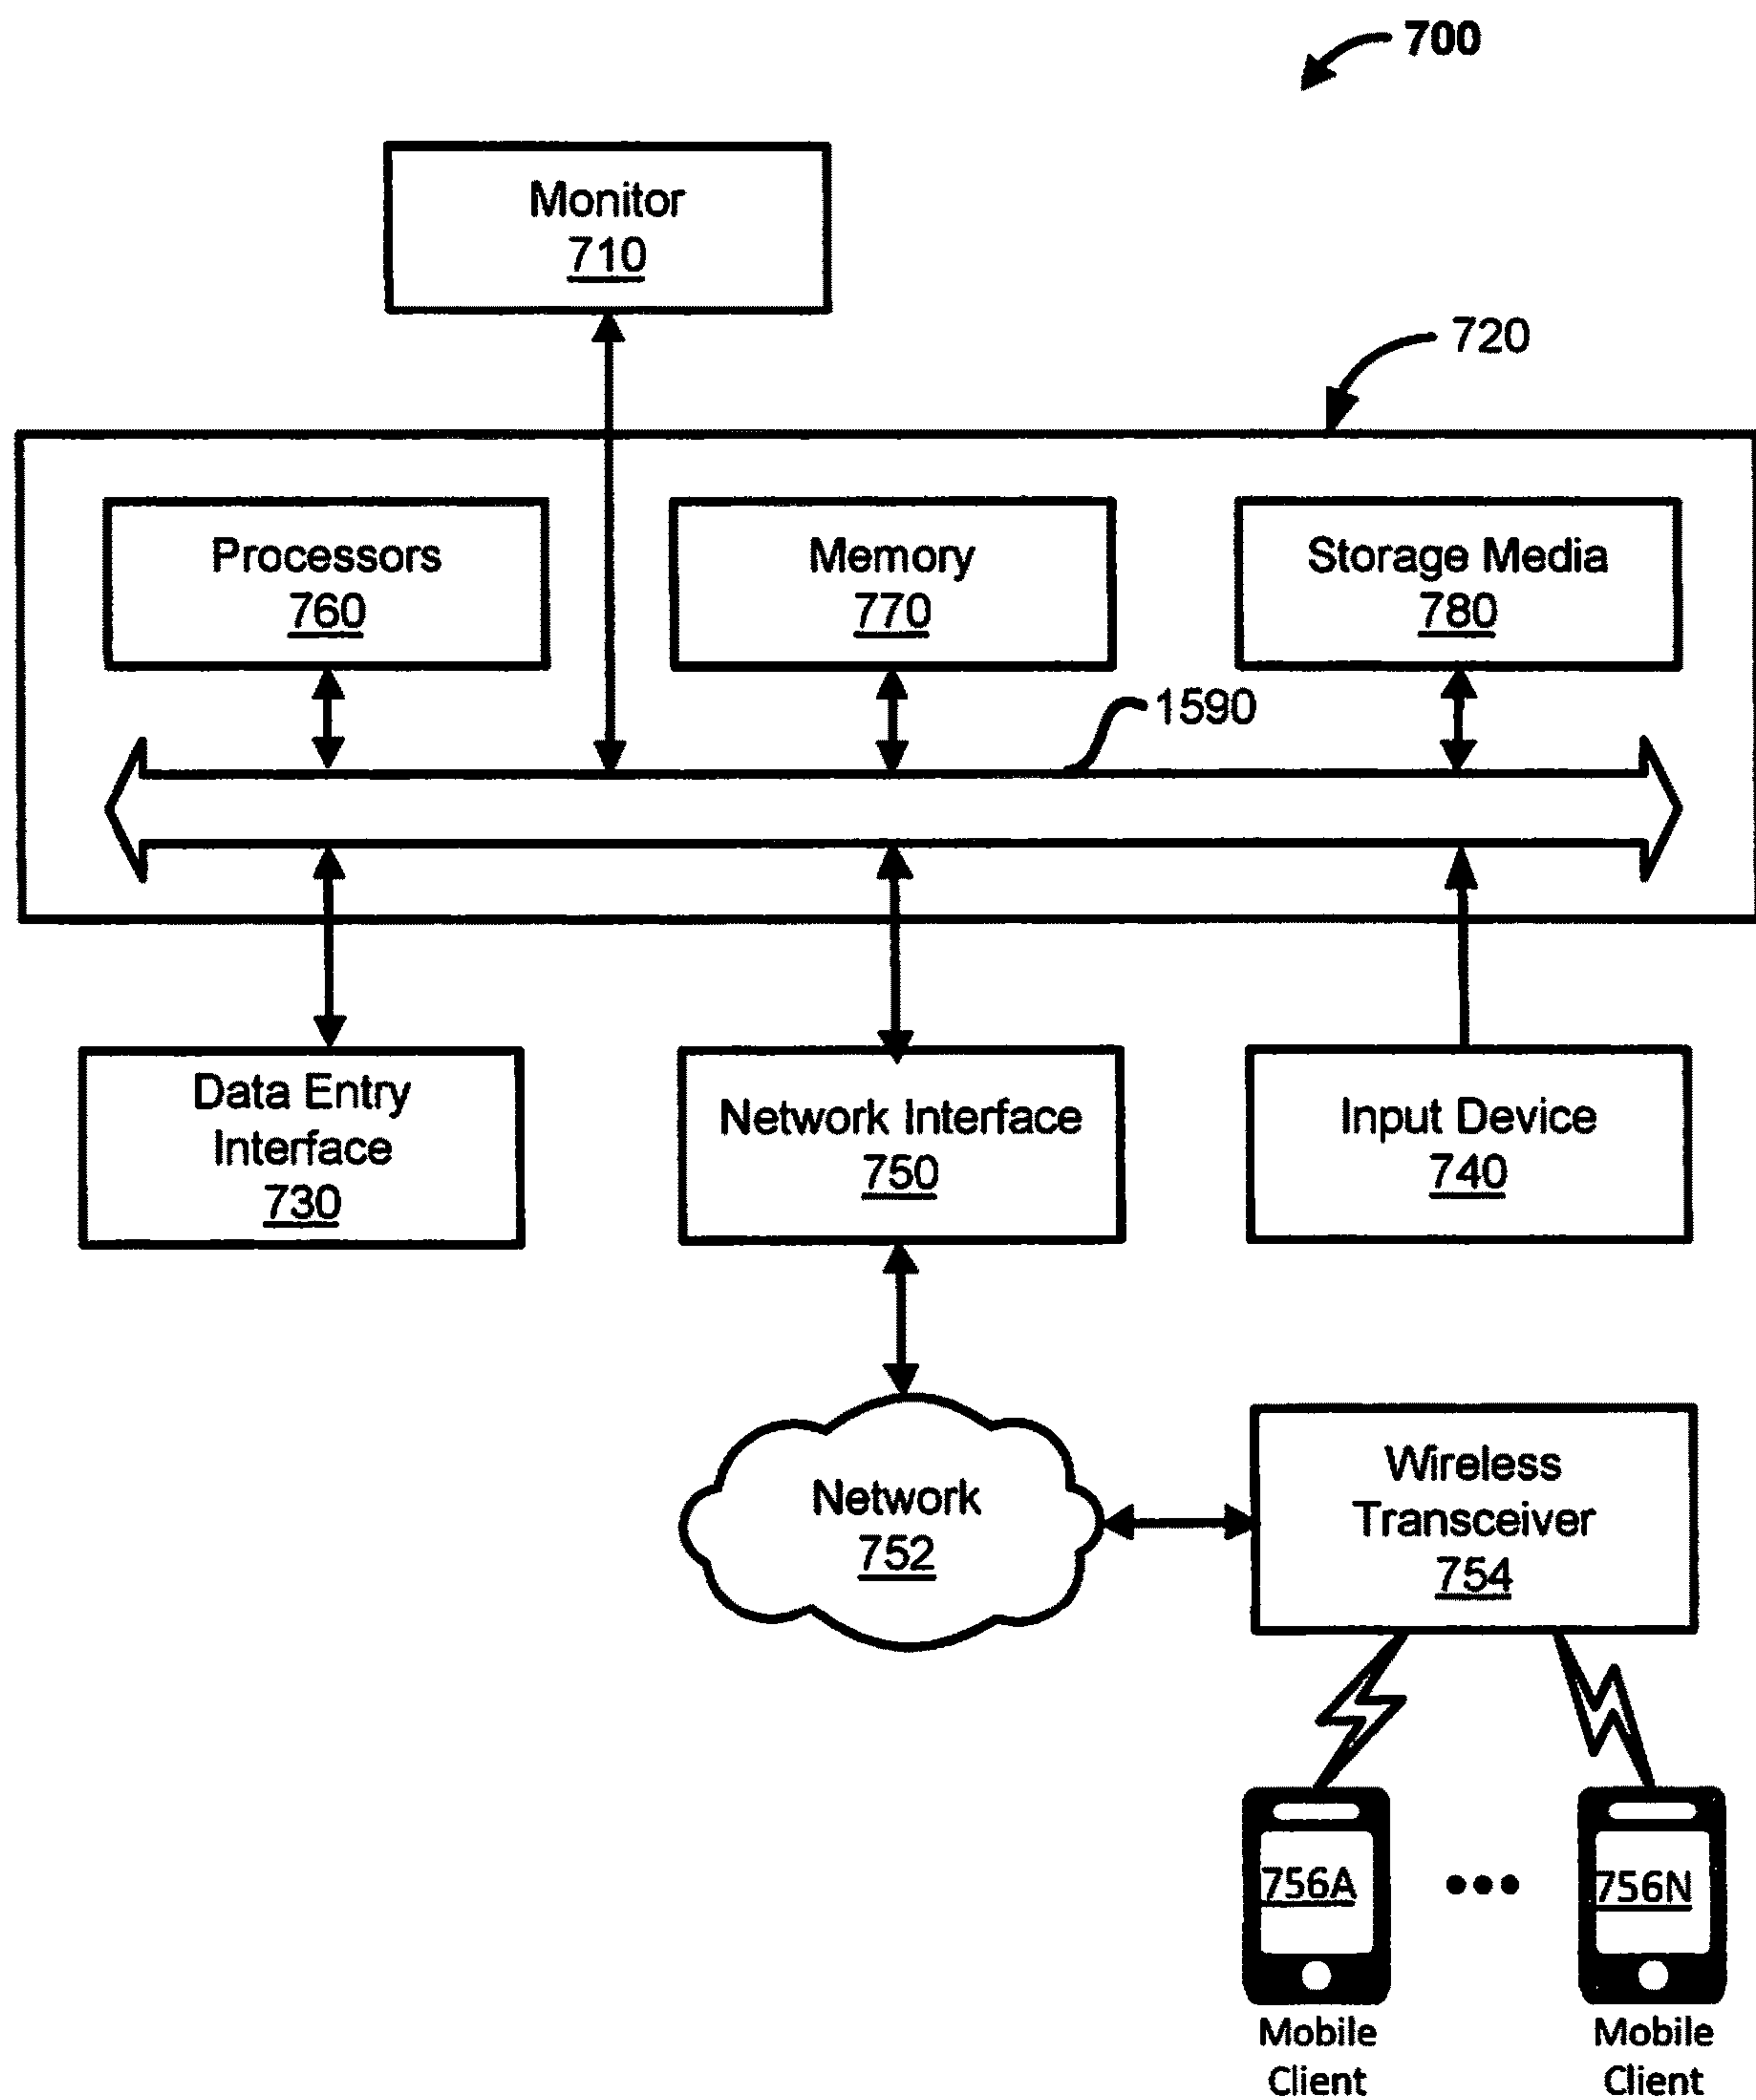 700
Monitor
710
720
Processors
760
Memory
770
Storage Media
780
1590
Data Entry
Interface
730
Network Interface
750
Input Device
740
Network
752
Wireless
Transceiver
754
756A
756N
Mobile
Client
Mobile
Client